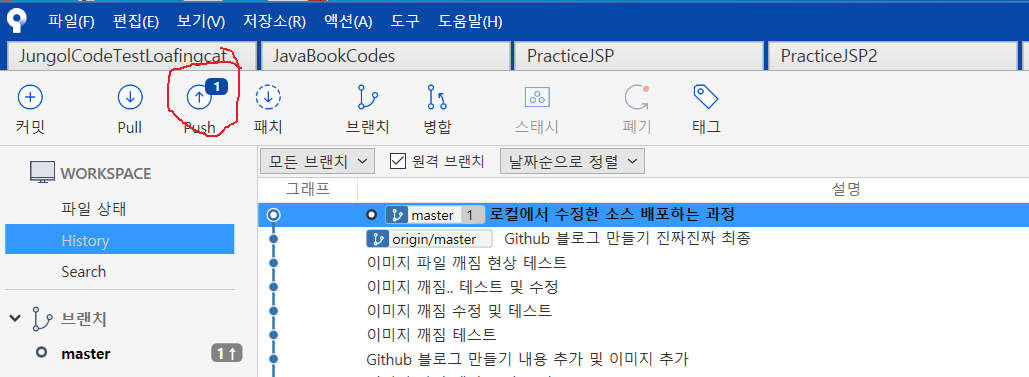 파일(F) 편집(E) 보기(V) 저장소(R) 액션(A) 도구 도움말(H)
JungolCodeTestLoafingcat JavaBookCodes PracticeJSP PracticeJSP2
1
커밋 Pull Push 패치 브랜치 병합 스태시 폐기 태그
WORKSPACE
파일 상태
History
Search
브랜치
master 1↑
모든 브랜치 원격 브랜치 날짜순으로 정렬
그래프 설명
master 1 로컬에서 수정한 소스 배포하는 과정
origin/master Github 블로그 만들기 진짜진짜 최종
이미지 파일 깨짐 현상 테스트
이미지 깨짐.. 테스트 및 수정
이미지 깨짐 수정 및 테스트
이미지 깨짐 테스트
Github 블로그 만들기 내용 추가 및 이미지 추가